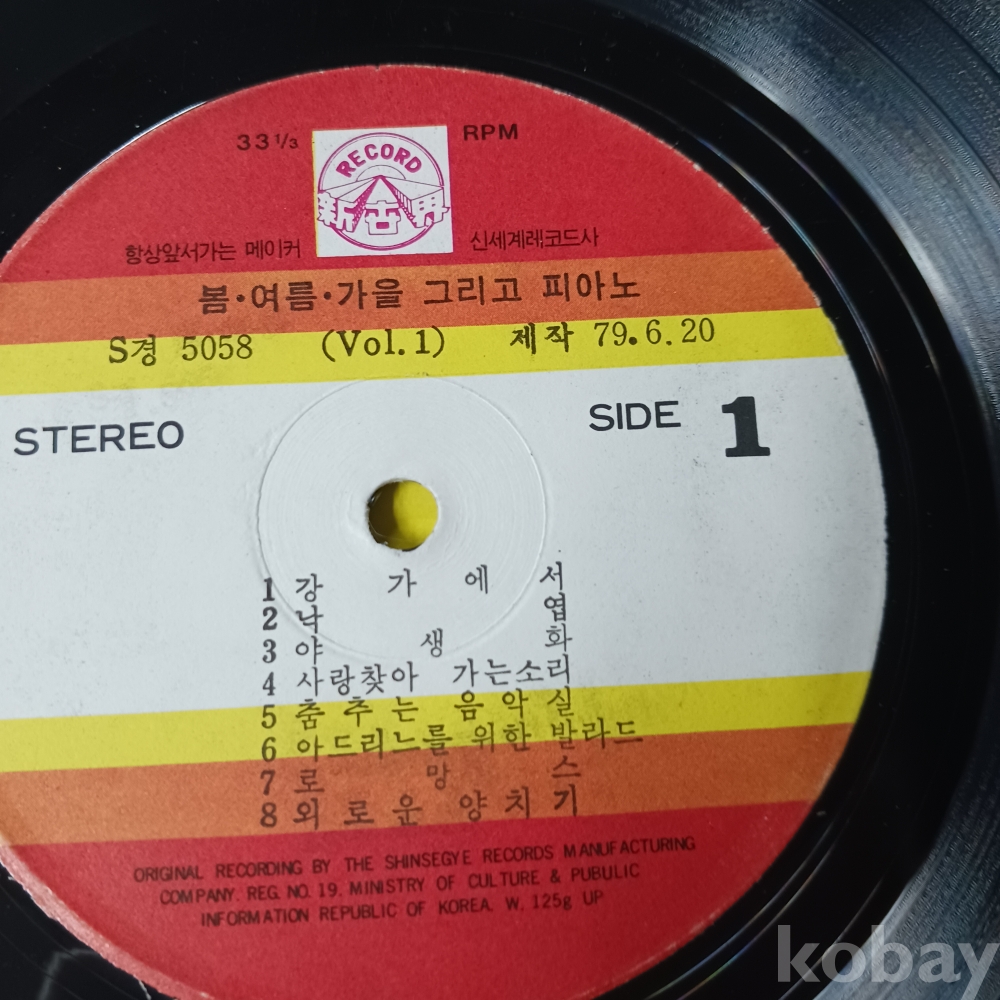 33 1/3 RPM
RECORD
新世界
항상앞서가는 메이커 신세계레코드사
봄·여름·가을 그리고 피아노
S경 5058 (Vol.1) 제작 79.6.20
STEREO SIDE 1
1 강 가 에 서
2 낙 엽
3 야 생 화
4 사랑찾아 가는소리
5 춤 추 는 음 악 실
6 아드리느를 위한 발라드
7 로 망 스
8 외 로 운 양 치 기
ORIGINAL RECORDING BY THE SHINSEGYE RECORDS MANUFACTURING
COMPANY. REG. NO. 19. MINISTRY OF CULTURE & PUBULIC
INFORMATION REPUBLIC OF KOREA. W. 125g UP
kobay